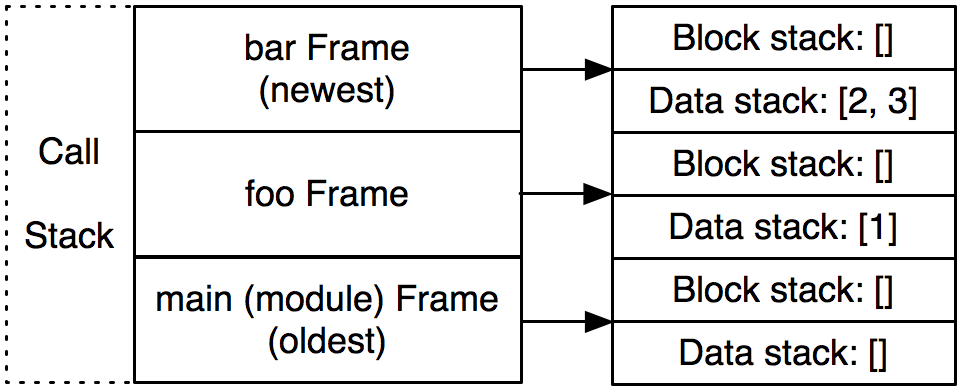 Call
Stack
bar Frame
(newest)
foo Frame
main (module) Frame
(oldest)
Block stack: []
Data stack: [2, 3]
Block stack: []
Data stack: [1]
Block stack: []
Data stack: []